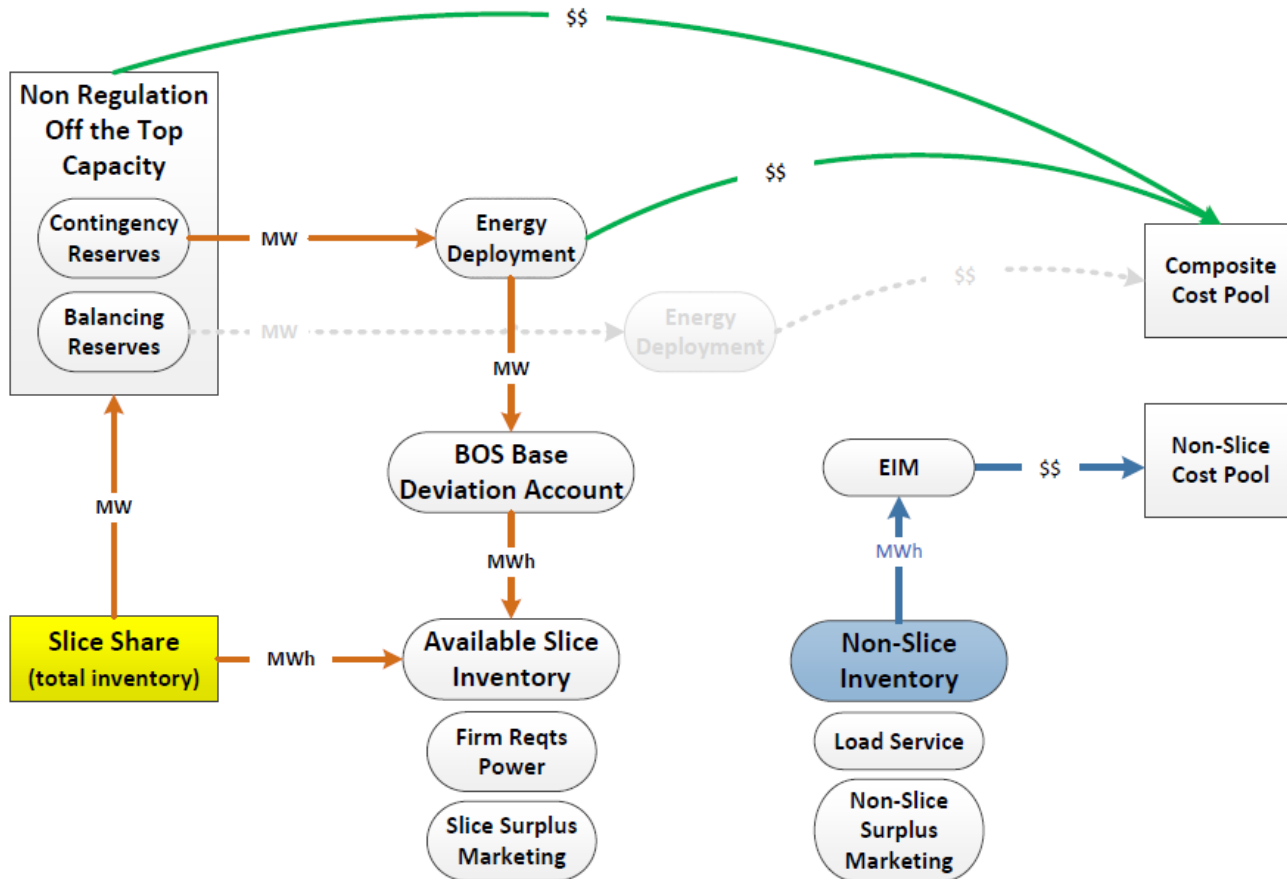 $$
Non Regulation
Off the Top
Capacity
Contingency
Reserves
MW
Energy
Deployment
$$
Composite
Cost Pool
Balancing
Reserves
MW
Energy
Deployment
$$
MW
BOS Base
Deviation Account
EIM
$$
Non-Slice
Cost Pool
MW
MWh
MWh
Slice Share
(total inventory)
MWh
Available Slice
Inventory
Non-Slice
Inventory
Firm Reqts
Power
Load Service
Slice Surplus
Marketing
Non-Slice
Surplus
Marketing